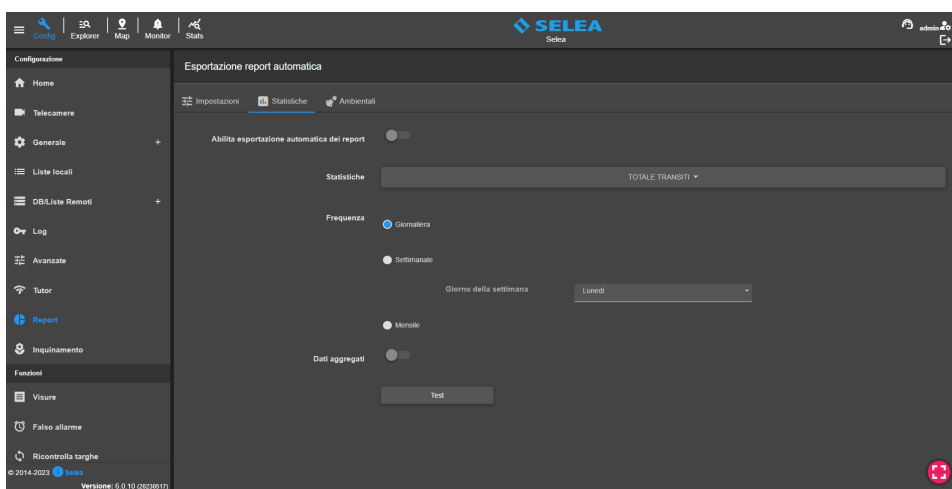 Config
Explorer
Map
Monitor
Stats
SELEA
Selea
admin
Configurazione
Home
Telecamere
Generale +
Liste locali
DB/Liste Remoti +
Log
Avanzate
Tutor
Report
Inquinamento
Funzioni
Visure
Falso allarme
Ricontrolla targhe
© 2014-2023 Selea
Versione: 6.0.10 (20230517)
Esportazione report automatica
Impostazioni
Statistiche
Ambientali
Abilita esportazione automatica dei report
Statistiche
TOTALE TRANSITI
Frequenza
Giornaliera
Settimanale
Giorno della settimana
Lunedì
Mensile
Dati aggregati
Test